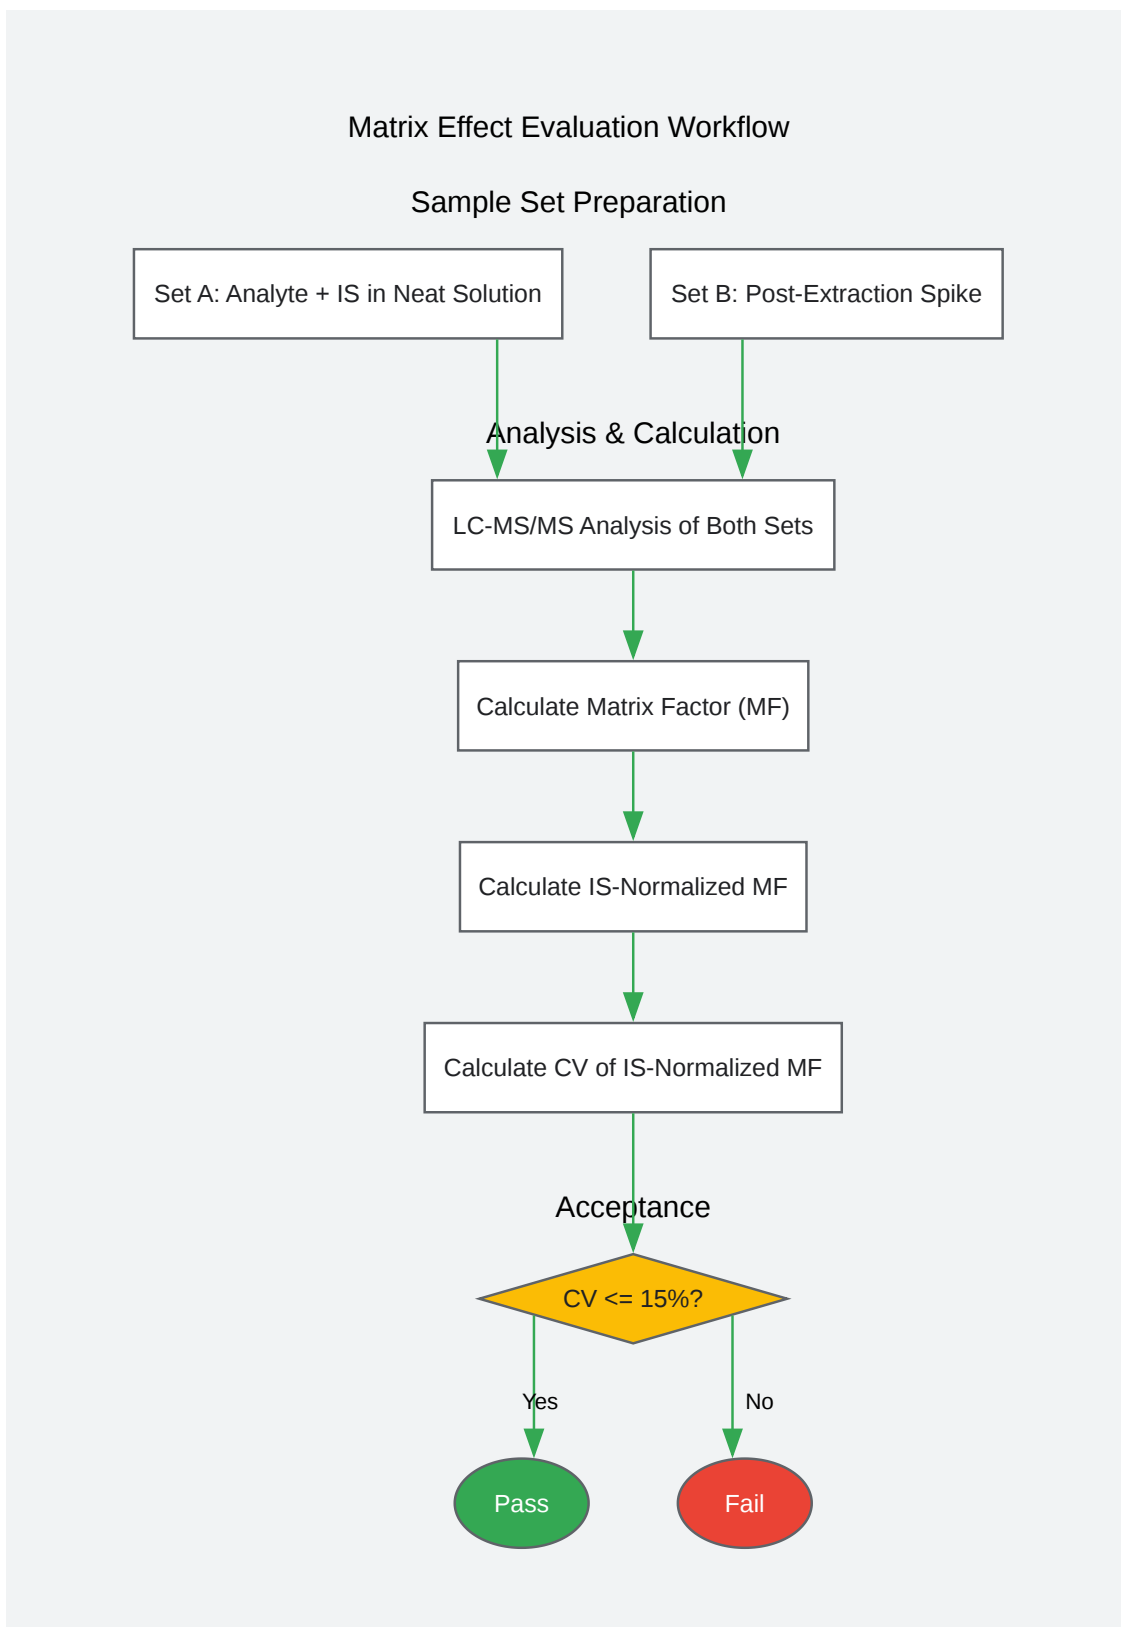 Matrix Effect Evaluation Workflow
Sample Set Preparation
Set A: Analyte + IS in Neat Solution
Set B: Post-Extraction Spike
Analysis & Calculation
LC-MS/MS Analysis of Both Sets
Calculate Matrix Factor (MF)
Calculate IS-Normalized MF
Calculate CV of IS-Normalized MF
Acceptance
CV <= 15%?
Yes
No
Pass
Fail